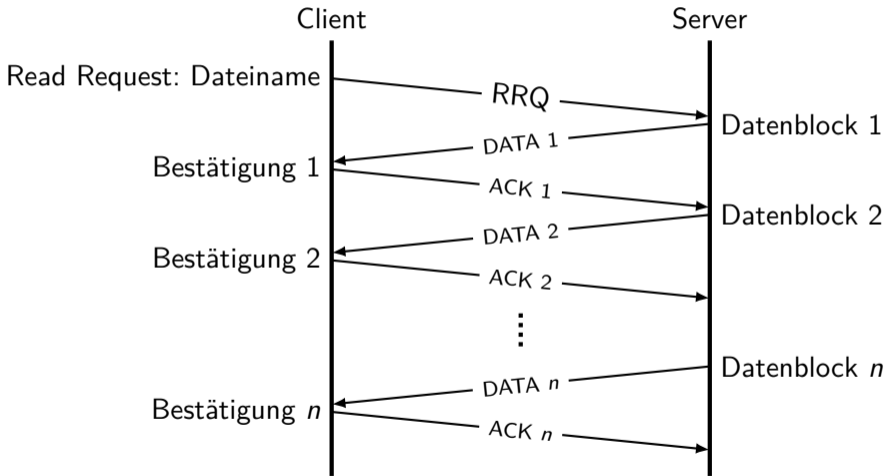 Client
Server
Read Request: Dateiname
RRQ
Datenblock 1
DATA 1
Bestätigung 1
ACK 1
Datenblock 2
DATA 2
Bestätigung 2
ACK 2
Datenblock n
DATA n
Bestätigung n
ACK n